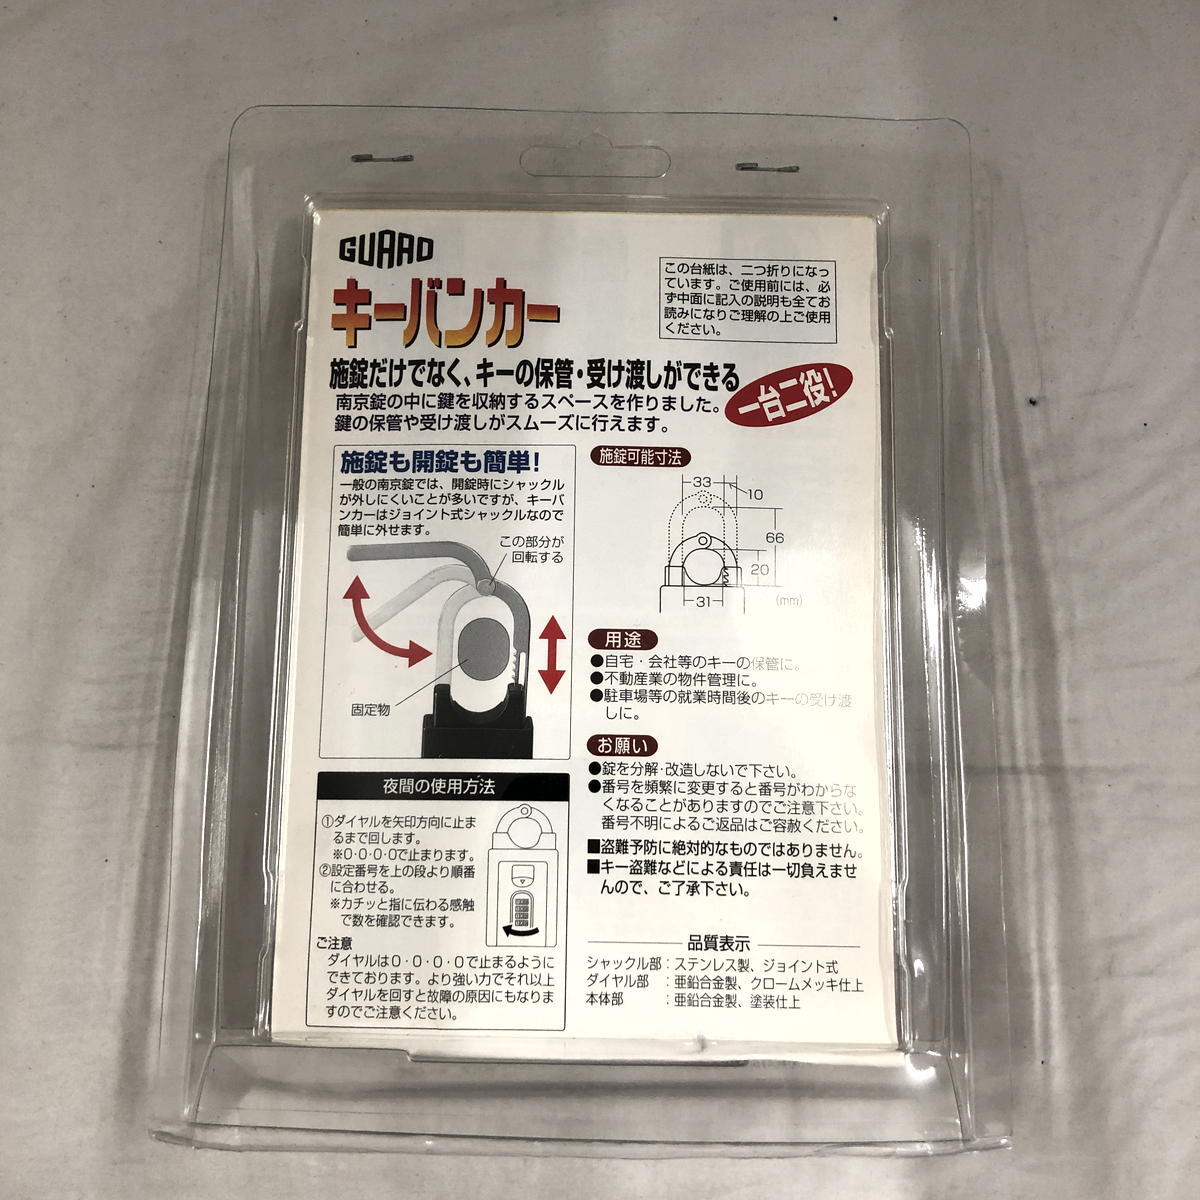 GUARD
キーバンカー
この台紙は、二つ折りになっ
ています。ご使用前には、必
ず中面に記入の説明も全てお
読みになりご理解の上ご使用
ください。
施錠だけでなく、キーの保管・受け渡しができる
一台二役!
南京錠の中に鍵を収納するスペースを作りました。
鍵の保管や受け渡しがスムーズに行えます。
施錠も開錠も簡単!
一般の南京錠では、開錠時にシャックル
が外しにくいことが多いですが、キーバ
ンカーはジョイント式シャックルなので
簡単に外せます。
この部分が
回転する
固定物
施錠可能寸法
33
10
66
20
31
(mm)
用途
●自宅・会社等のキーの保管に。
●不動産業の物件管理に。
●駐車場等の就業時間後のキーの受け渡
しに。
お願い
●錠を分解・改造しないで下さい。
●番号を頻繁に変更すると番号がわからな
くなることがありますのでご注意下さい。
番号不明によるご返品はご容赦ください。
■盗難予防に絶対的なものではありません。
■キー盗難などによる責任は一切負えませ
んので、ご了承下さい。
夜間の使用方法
①ダイヤルを矢印方向に止ま
るまで回します。
※0・0・0・0で止まります。
②設定番号を上の段より順番
に合わせる。
※カチッと指に伝わる感触
で数を確認できます。
ご注意
ダイヤルは0・0・0・0で止まるように
できております。より強い力でそれ以上
ダイヤルを回すと故障の原因にもなりま
すのでご注意ください。
品質表示
シャックル部：ステンレス製、ジョイント式
ダイヤル部：亜鉛合金製、クロームメッキ仕上
本体部：亜鉛合金製、塗装仕上